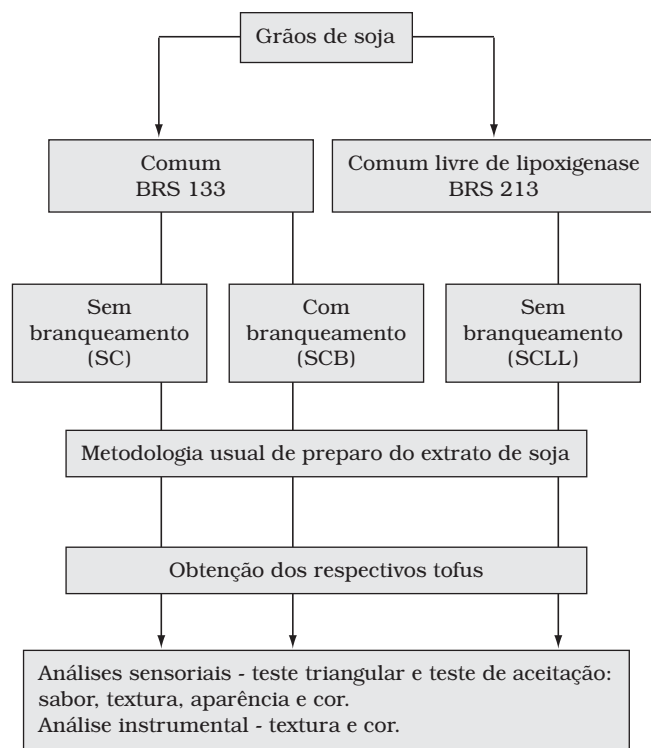 Grãos de soja
Comum
BRS 133
Comum livre de lipoxigenase
BRS 213
Sem
branqueamento
(SC)
Com
branqueamento
(SCB)
Sem
branqueamento
(SCLL)
Metodologia usual de preparo do extrato de soja
Obtenção dos respectivos tofus
Análises sensoriais - teste triangular e teste de aceitação:
sabor, textura, aparência e cor.
Análise instrumental - textura e cor.